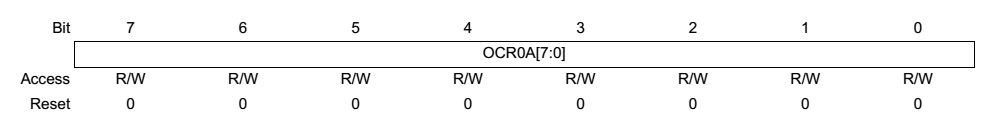 Bit 7 6 5 4 3 2 1 0
OCR0A[7:0]
Access R/W R/W R/W R/W R/W R/W R/W R/W
Reset 0 0 0 0 0 0 0 0